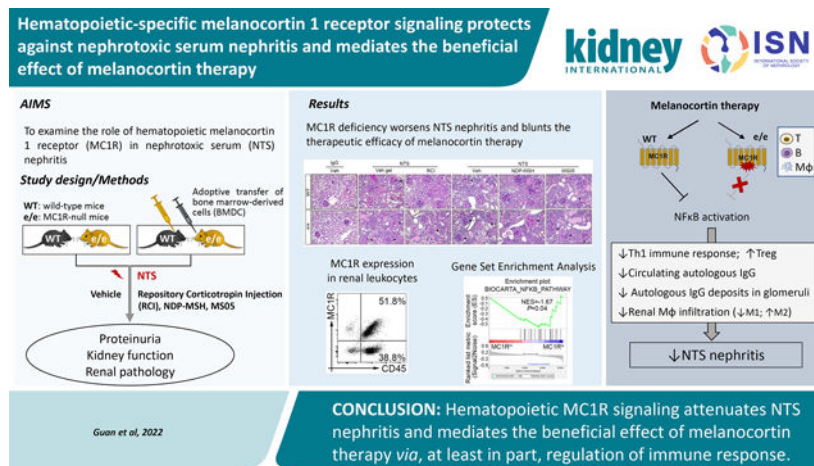 Hematopoietic-specific melanocortin 1 receptor signaling protects
against nephrotoxic serum nephritis and mediates the beneficial
effect of melanocortin therapy
kidney
INTERNATIONAL
ISN
INTERNATIONAL SOCIETY
OF NEPHROLOGY
AIMS
To examine the role of hematopoietic melanocortin
1 receptor (MC1R) in nephrotoxic serum (NTS)
nephritis
Study design/Methods
WT: wild-type mice
e/e: MC1R-null mice
Adoptive transfer of
bone marrow-derived
cells (BMDC)
WT
e/e
WT
e/e
NTS
Vehicle
Repository Corticotropin Injection
(RCI), NDP-MSH, MS05
Proteinuria
Kidney function
Renal pathology
Results
MC1R deficiency worsens NTS nephritis and blunts the
therapeutic efficacy of melanocortin therapy
IgG
NTS
NTS
Veh
Veh gel
RCI
Veh
NDP-MSH
MS05
MC1R expression
in renal leukocytes
MC1R
51.8%
38.8%
CD45
Gene Set Enrichment Analysis
Enrichment plot:
BIOCARTA_NFKB_PATHWAY
NES=-1.67
P<0.04
Enrichment
score (ES)
Ranked list metric
(Signal2Noise)
Melanocortin therapy
WT
e/e
MC1R
MC1R
T
B
Mϕ
NFκB activation
↓Th1 immune response; ↑Treg
↓Circulating autologous IgG
↓ Autologous IgG deposits in glomeruli
↓Renal Mϕ infiltration (↓M1; ↑M2)
↓NTS nephritis
Guan et al, 2022
CONCLUSION: Hematopoietic MC1R signaling attenuates NTS
nephritis and mediates the beneficial effect of melanocortin
therapy via, at least in part, regulation of immune response.